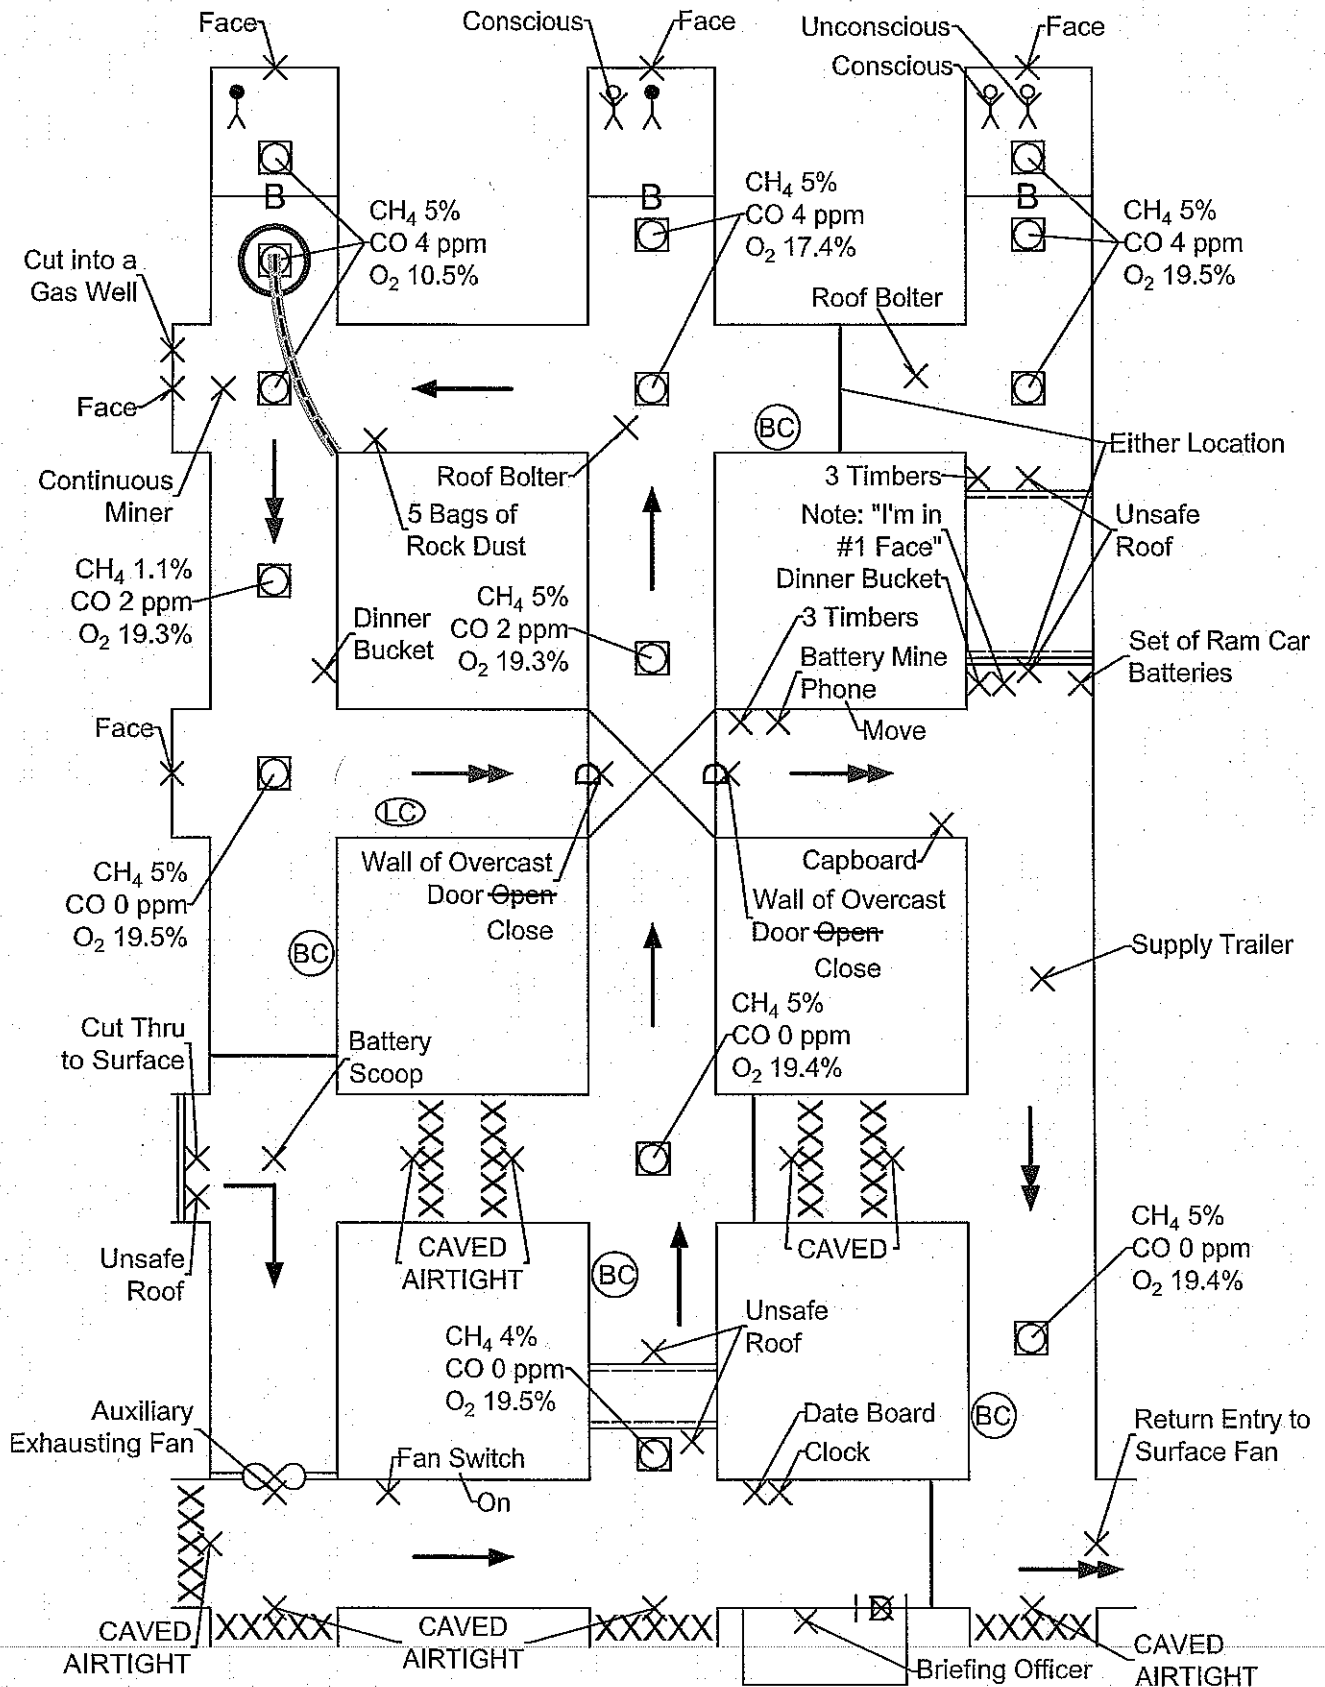 Face
Conscious
Face
Unconscious
Conscious
Face
B
B
B
CH₄ 5%
CO 4 ppm
O₂ 10.5%
CH₄ 5%
CO 4 ppm
O₂ 17.4%
CH₄ 5%
CO 4 ppm
O₂ 19.5%
Cut into a
Gas Well
Roof Bolter
Face
BC
Either Location
Continuous
Miner
5 Bags of
Rock Dust
Roof Bolter
3 Timbers
Note: "I'm in
#1 Face"
Dinner Bucket
Unsafe
Roof
CH₄ 1.1%
CO 2 ppm
O₂ 19.3%
CH₄ 5%
CO 2 ppm
O₂ 19.3%
Dinner
Bucket
3 Timbers
Battery Mine
Phone
Move
Set of Ram Car
Batteries
Face
LC
Wall of Overcast
Door Open
Close
Capboard
Wall of Overcast
Door Open
Close
CH₄ 5%
CO 0 ppm
O₂ 19.5%
BC
Supply Trailer
CH₄ 5%
CO 0 ppm
O₂ 19.4%
Cut Thru
to Surface
Battery
Scoop
XXXXX
XXXXX
XXXXX
XXXXX
Unsafe
Roof
CAVED
AIRTIGHT
BC
CAVED
CH₄ 5%
CO 0 ppm
O₂ 19.4%
CH₄ 4%
CO 0 ppm
O₂ 19.5%
Unsafe
Roof
Auxiliary
Exhausting Fan
Fan Switch
On
Date Board
Clock
BC
Return Entry to
Surface Fan
XXXXX
CAVED
AIRTIGHT
XXXXX
CAVED
AIRTIGHT
XXXXX
Briefing Officer
XXXXX
CAVED
AIRTIGHT